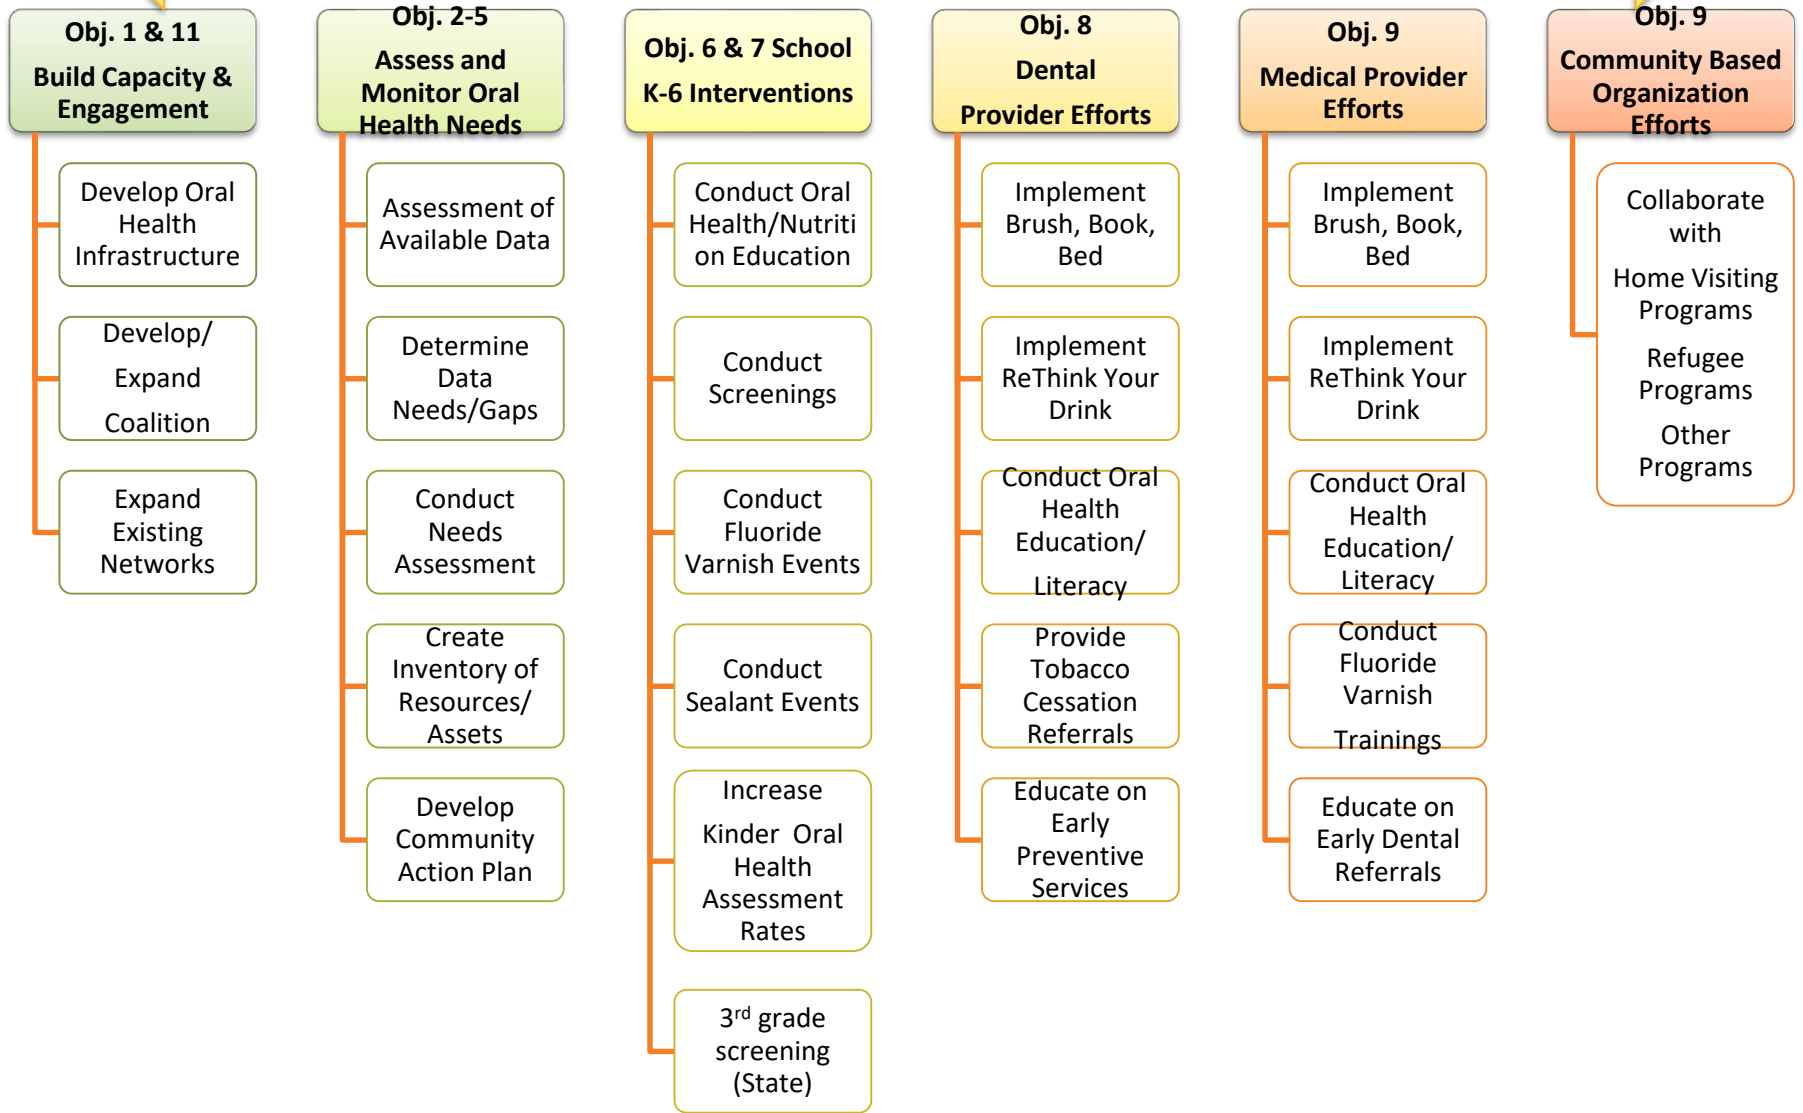 Obj. 1 & 11
Build Capacity &
Engagement
Develop Oral
Health
Infrastructure
Develop/
Expand
Coalition
Expand
Existing
Networks
Obj. 2-5
Assess and
Monitor Oral
Health Needs
Assessment of
Available Data
Determine
Data
Needs/Gaps
Conduct
Needs
Assessment
Create
Inventory of
Resources/
Assets
Develop
Community
Action Plan
Obj. 6 & 7 School
K-6 Interventions
Conduct Oral
Health/Nutriti
on Education
Conduct
Screenings
Conduct
Fluoride
Varnish Events
Conduct
Sealant Events
Increase
Kinder Oral
Health
Assessment
Rates
3rd grade
screening
(State)
Obj. 8
Dental
Provider Efforts
Implement
Brush, Book,
Bed
Implement
ReThink Your
Drink
Conduct Oral
Health
Education/
Literacy
Provide
Tobacco
Cessation
Referrals
Educate on
Early
Preventive
Services
Obj. 9
Medical Provider
Efforts
Implement
Brush, Book,
Bed
Implement
ReThink Your
Drink
Conduct Oral
Health
Education/
Literacy
Conduct
Fluoride
Varnish
Trainings
Educate on
Early Dental
Referrals
Obj. 9
Community Based
Organization
Efforts
Collaborate
with
Home Visiting
Programs
Refugee
Programs
Other
Programs